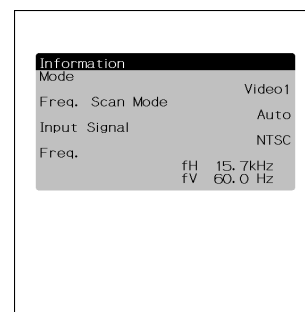 Information
Mode
Video1
Freq. Scan Mode
Auto
Input Signal
NTSC
Freq.
fH 15.7kHz
fV 60.0 Hz